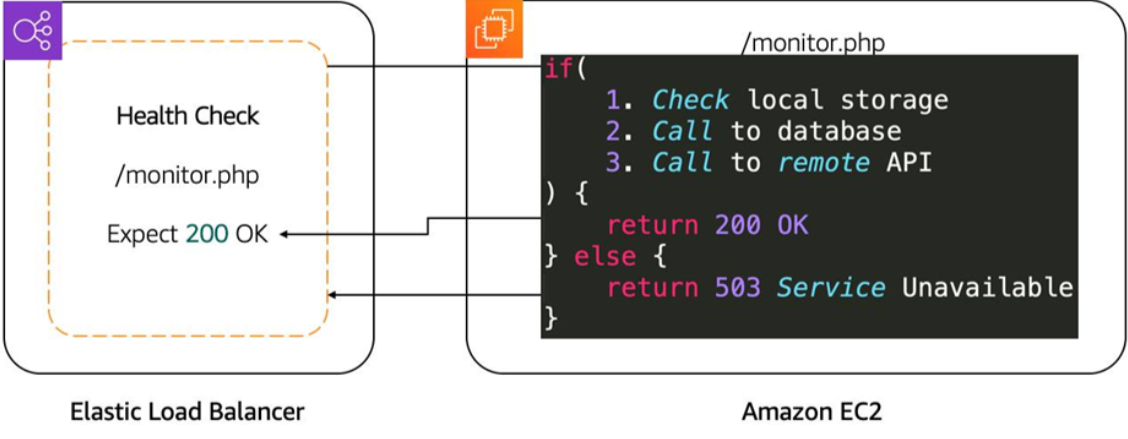 Health Check
/monitor.php
Expect 200 OK
Elastic Load Balancer
/monitor.php
if(
1. Check local storage
2. Call to database
3. Call to remote API
) {
return 200 OK
} else {
return 503 Service Unavailable
}
Amazon EC2